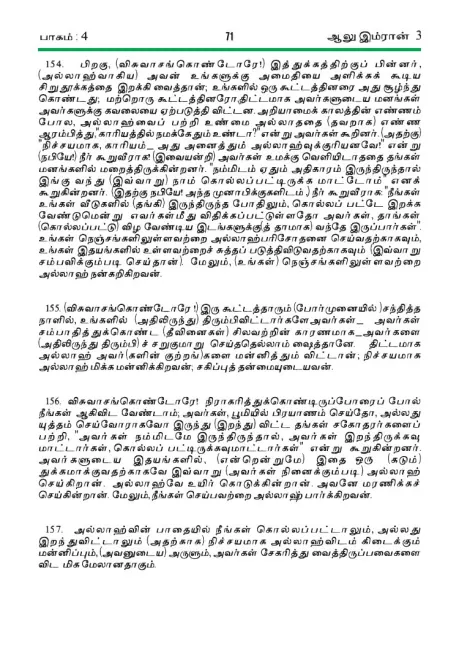 பாகம் : 4 71 ஆலு இம்ரான் 3
154. பிறகு, (விசுவாசங்கொண்டோரே!) இத்துக்கத்திற்குப் பின்னர்,
(அல்லாஹ்வாகிய) அவன் உங்களுக்கு அமைதியை அளிக்கக் கூடிய
சிறுதூக்கத்தை இறக்கி வைத்தான்; உங்களில் ஒரு கூட்டத்தினரை அது சூழ்ந்து
கொண்டது; மற்றொரு கூட்டத்தினரோ திட்டமாக அவர்களுடைய மனங்கள்
அவர்களுக்கு கவலையை ஏற்படுத்தி விட்டன. அறியாமைக் காலத்தின் எண்ணம்
போல, அல்லாஹ்வைப் பற்றி உண்மை அல்லாததை (தவறாக) எண்ண
ஆரம்பித்து, "காரியத்தில் நமக்கேதும் உண்டா?" என்று அவர்கள் கூறினர். (அதற்கு)
"நிச்சயமாக, காரியம்_ அது அனைத்தும் அல்லாஹ்வுக்குரியனவே!" என்று
(நபியே!) நீர் கூறுவீராக! (இவையன்றி) அவர்கள் உமக்கு வெளியிடாததை தங்கள்
மனங்களில் மறைத்திருக்கின்றனர். "நம்மிடம் ஏதும் அதிகாரம் இருந்திருந்தால்
இங்கு வந்து (இவ்வாறு) நாம் கொல்லப்பட்டிருக்க மாட்டோம்" எனக்
கூறுகின்றனர். (இதற்கு நபியே! அந்த முனாபிக்குகளிடம்,) நீர் கூறுவீராக: "நீங்கள்
உங்கள் வீடுகளில் (தங்கி) இருந்திருந்த போதிலும், கொல்லப் பட்டே இறக்க
வேண்டுமென்று எவர்கள்மீது விதிக்கப்பட்டுள்ளதோ அவர்கள், தாங்கள்
(கொல்லப்பட்டு) விழ வேண்டிய இடங்களுக்குத் தாமாக) வந்தே இருப்பார்கள்".
உங்கள் நெஞ்சங்களிலுள்ளவற்றை அல்லாஹ் பரிசோதனை செய்வதற்காகவும்,
உங்கள் இதயங்களில் உள்ளவற்றைச் சுத்தப் படுத்திவிடுவதற்காகவும் (இவ்வாறு
சம்பவிக்கும்படி செய்தான்). மேலும், (உங்கள்) நெஞ்சங்களிலுள்ளவற்றை
அல்லாஹ் நன்கறிகிறவன்.
155. (விசுவாசங்கொண்டோரே!) இரு கூட்டத்தாரும் (போர்முனையில்) சந்தித்த
நாளில், உங்களில் (அதிலிருந்து) திரும்பிவிட்டார்களே அவர்கள்_ அவர்கள்
சம்பாதித்துக்கொண்ட (தீவினைகள்) சிலவற்றின் காரணமாக_அவர்களை
(அதிலிருந்து திரும்பி)ச் சறுகுமாறு செய்ததெல்லாம் ஷைத்தானே. திட்டமாக
அல்லாஹ் அவர்(களின் குற்றங்)களை மன்னித்தும் விட்டான்; நிச்சயமாக
அல்லாஹ் மிக்க மன்னிக்கிறவன்; சகிப்புத் தன்மையுடையவன்.
156. விசுவாசங்கொண்டோரே! நிராகரித்துக்கொண்டிருப்போரைப் போல்
நீங்கள் ஆகிவிட வேண்டாம்; அவர்கள், பூமியில் பிரயாணம் செய்தோ, அல்லது
யுத்தம் செய்வோராகவோ இருந்து (இறந்து) விட்ட தங்கள் சகோதரர்களைப்
பற்றி, "அவர்கள் நம்மிடமே இருந்திருந்தால், அவர்கள் இறந்திருக்கவு
மாட்டார்கள், கொல்லப் பட்டிருக்கவுமாட்டார்கள்" என்று கூறுகின்றனர்.
அவர்களுடைய இதயங்களில், (என்றென்றுமே) இதை ஒரு (கடும்)
துக்கமாக்குவதற்காகவே இவ்வாறு (அவர்கள் நினைக்கும்படி) அல்லாஹ்
செய்கிறான். அல்லாஹ்வே உயிர் கொடுக்கின்றான். அவனே மரணிக்கச்
செய்கின்றான். மேலும், நீங்கள் செய்பவற்றை அல்லாஹ் பார்க்கிறவன்.
157. அல்லாஹ்வின் பாதையில் நீங்கள் கொல்லப்பட்டாலும், அல்லது
இறந்துவிட்டாலும் (அதற்காக) நிச்சயமாக அல்லாஹ்விடம் கிடைக்கும்
மன்னிப்பும், (அவனுடைய) அருளும், அவர்கள் சேகரித்து வைத்திருப்பவைகளை
விட மிக மேலானதாகும்.